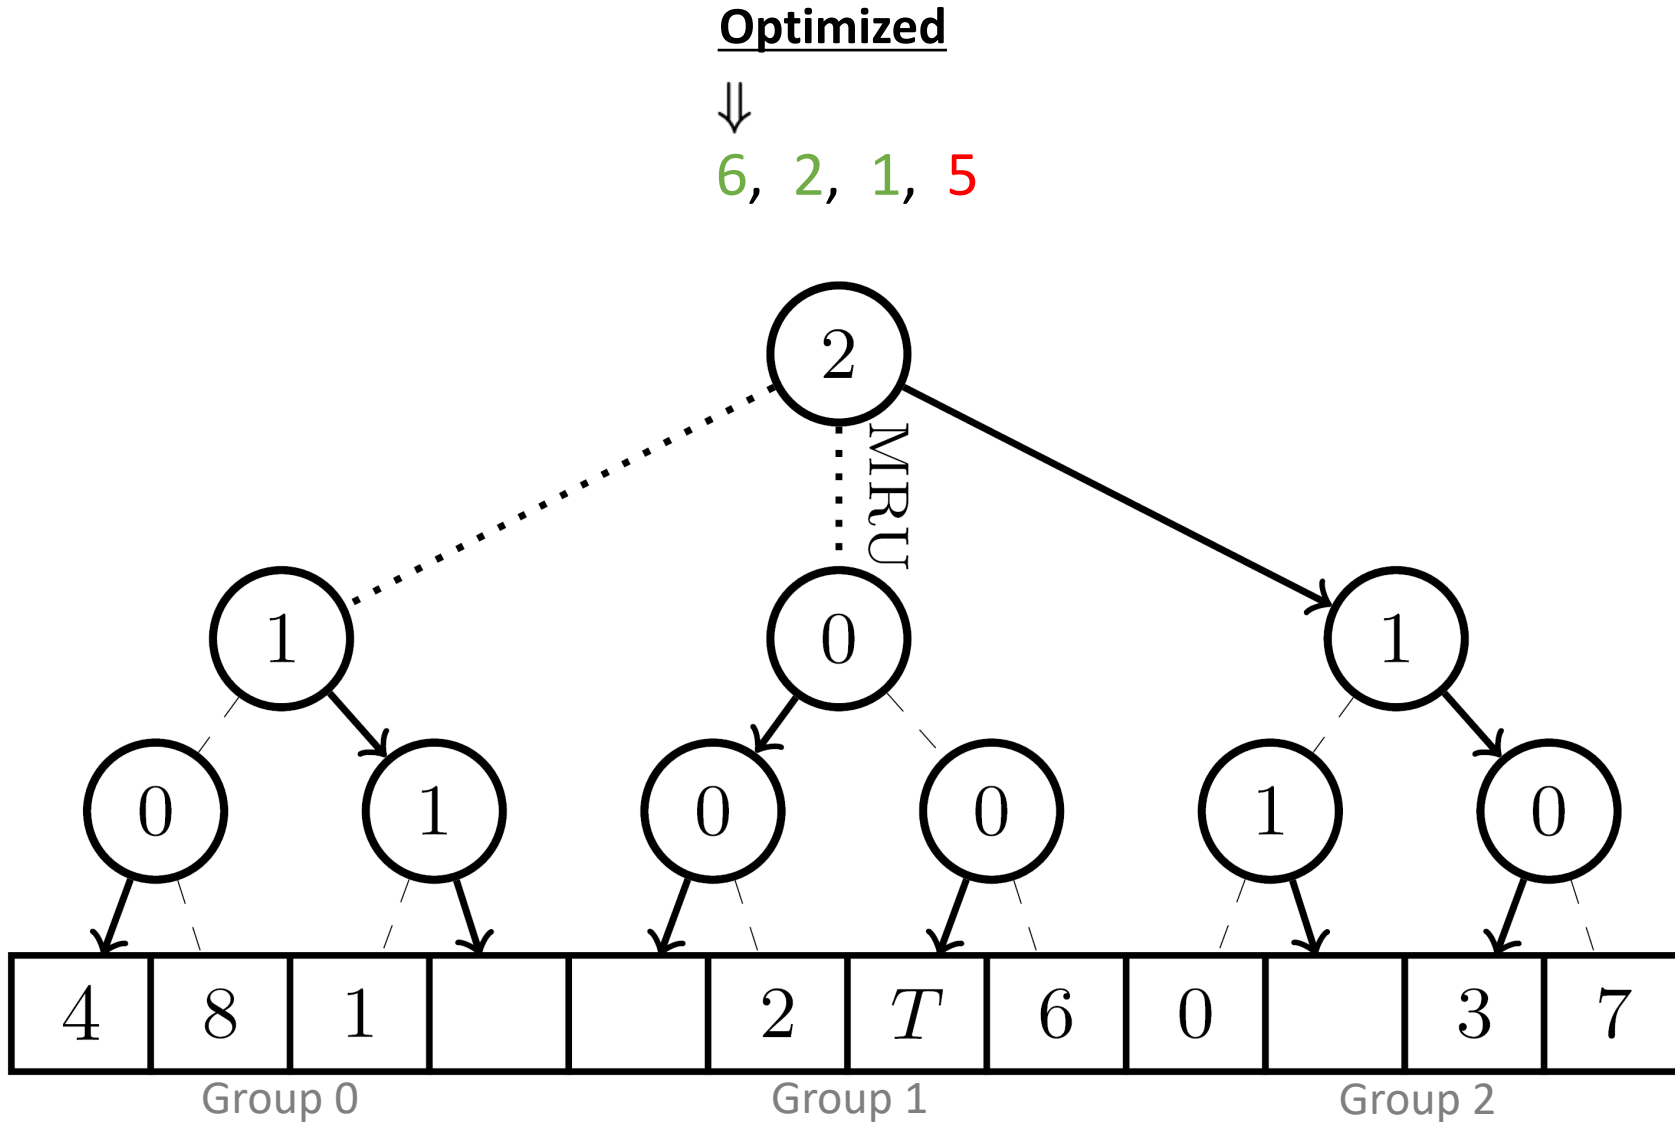 Optimized
⇓
6, 2, 1, 5
2
MRU
1 0 1
0 1 0 0 1 0
4 8 1 2 T 6 0 3 7
Group 0 Group 1 Group 2